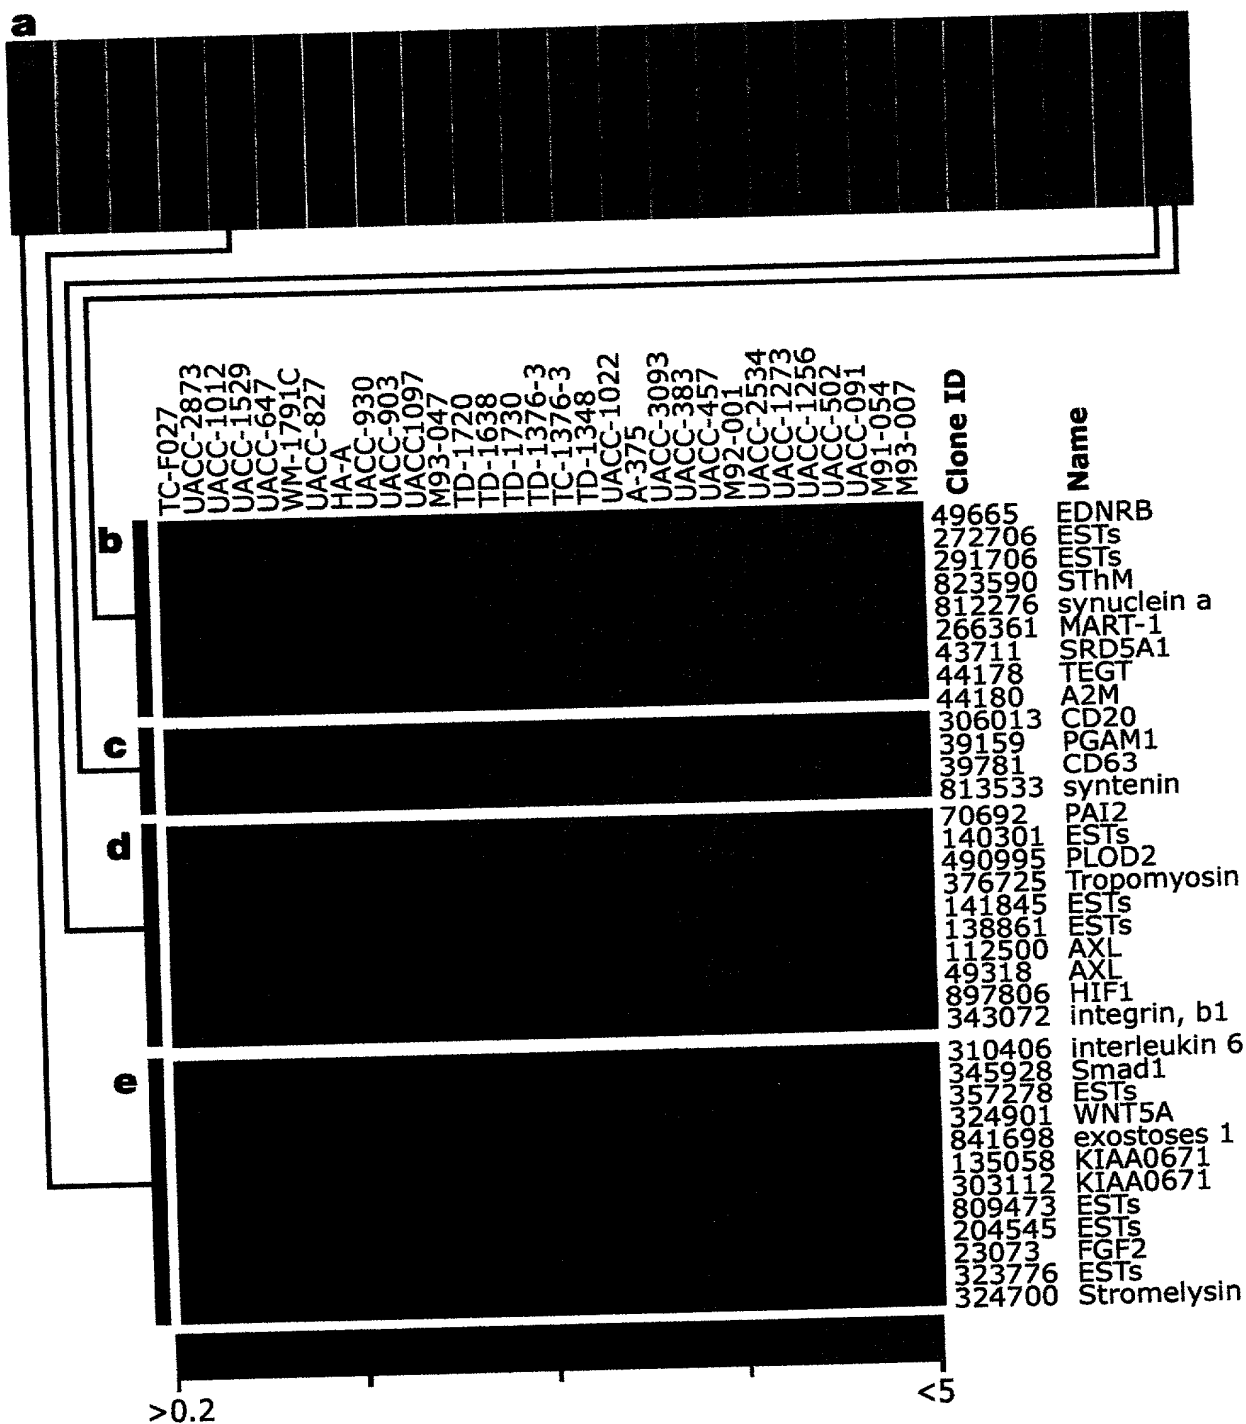 a
TC-F027
UACC-2873
UACC-1012
UACC-1529
UACC-647
WM-1791C
UACC-827
HA-A
UACC-930
UACC-903
UACC1097
M93-047
TD-1720
TD-1638
TD-1730
TD-1376-3
TC-1376-3
TD-1348
UACC-1022
A-375
UACC-3093
UACC-383
UACC-457
M92-001
UACC-2534
UACC-1273
UACC-1256
UACC-502
UACC-091
M91-054
M93-007
Clone ID Name
b
49665 EDNRB
272706 ESTs
291706 ESTs
823590 SThM
812276 synuclein a
266361 MART-1
43711 SRD5A1
44178 TEGT
44180 A2M
c
306013 CD20
39159 PGAM1
39781 CD63
813533 syntenin
d
70692 PAI2
140301 ESTs
490995 PLOD2
376725 Tropomyosin
141845 ESTs
138861 ESTs
112500 AXL
49318 AXL
897806 HIF1
343072 integrin, b1
e
310406 interleukin 6
345928 Smad1
357278 ESTs
324901 WNT5A
841698 exostoses 1
135058 KIAA0671
303112 KIAA0671
809473 ESTs
204545 ESTs
23073 FGF2
323776 ESTs
324700 Stromelysin
>0.2 <5